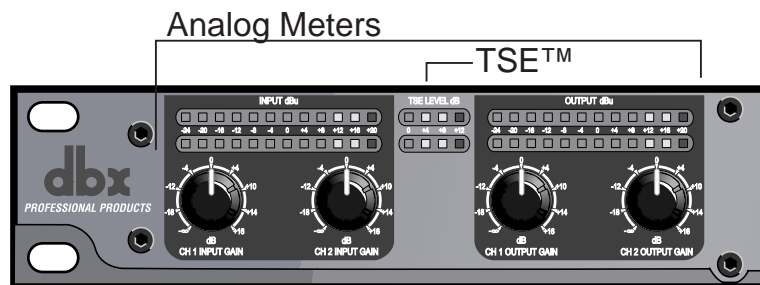 Analog Meters
TSE™
INPUT dBu
TSE LEVEL dB
OUTPUT dBu
-24 -20 -16 -12 -8 -4 0 +4 +8 +12 +16 +20
0 +4 +8 +12
-24 -20 -16 -12 -8 -4 0 +4 +8 +12 +16 +20
0 0 0 0
-4 +4 -4 +4 -4 +4 -4 +4
-12 +10 -12 +10 -12 +10 -12 +10
dbx
-18 +14 -18 +14 -18 +14 -18 +14
PROFESSIONAL PRODUCTS
-∞ +16 -∞ +16 -∞ +16 -∞ +16
dB dB dB dB
CH 1 INPUT GAIN
CH 2 INPUT GAIN
CH 1 OUTPUT GAIN
CH 2 OUTPUT GAIN